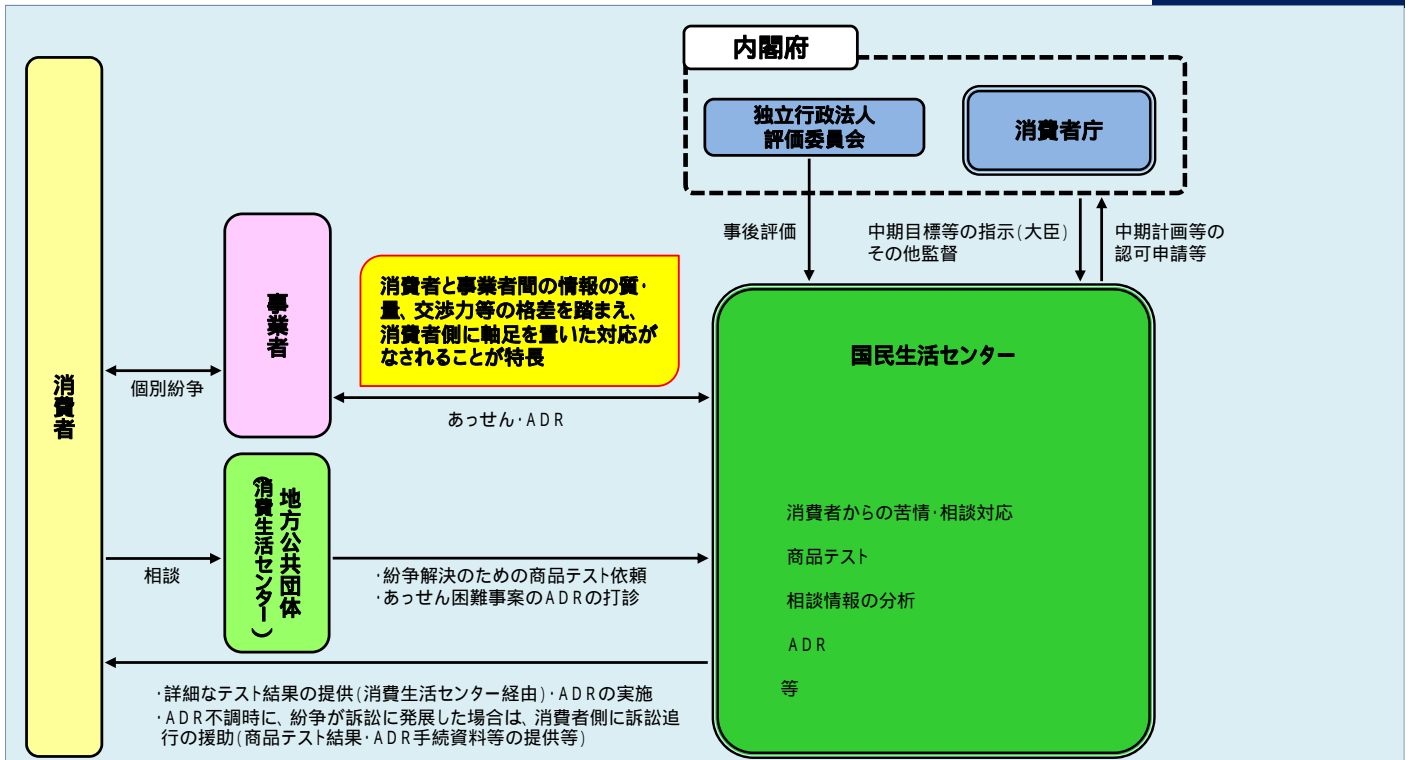 内閣府
独立行政法人
評価委員会
消費者庁
事後評価
中期目標等の指示(大臣)
その他監督
中期計画等の
認可申請等
消費者
事業者
個別紛争
消費者と事業者間の情報の質・
量、交渉力等の格差を踏まえ、
消費者側に軸足を置いた対応が
なされることが特長
あっせん・ADR
地方公共団体
(消費生活センター)
相談
・紛争解決のための商品テスト依頼
・あっせん困難事案のADRの打診
国民生活センター
消費者からの苦情・相談対応
商品テスト
相談情報の分析
ADR
等
・詳細なテスト結果の提供(消費生活センター経由)・ADRの実施
・ADR不調時に、紛争が訴訟に発展した場合は、消費者側に訴訟追
行の援助(商品テスト結果・ADR手続資料等の提供等)